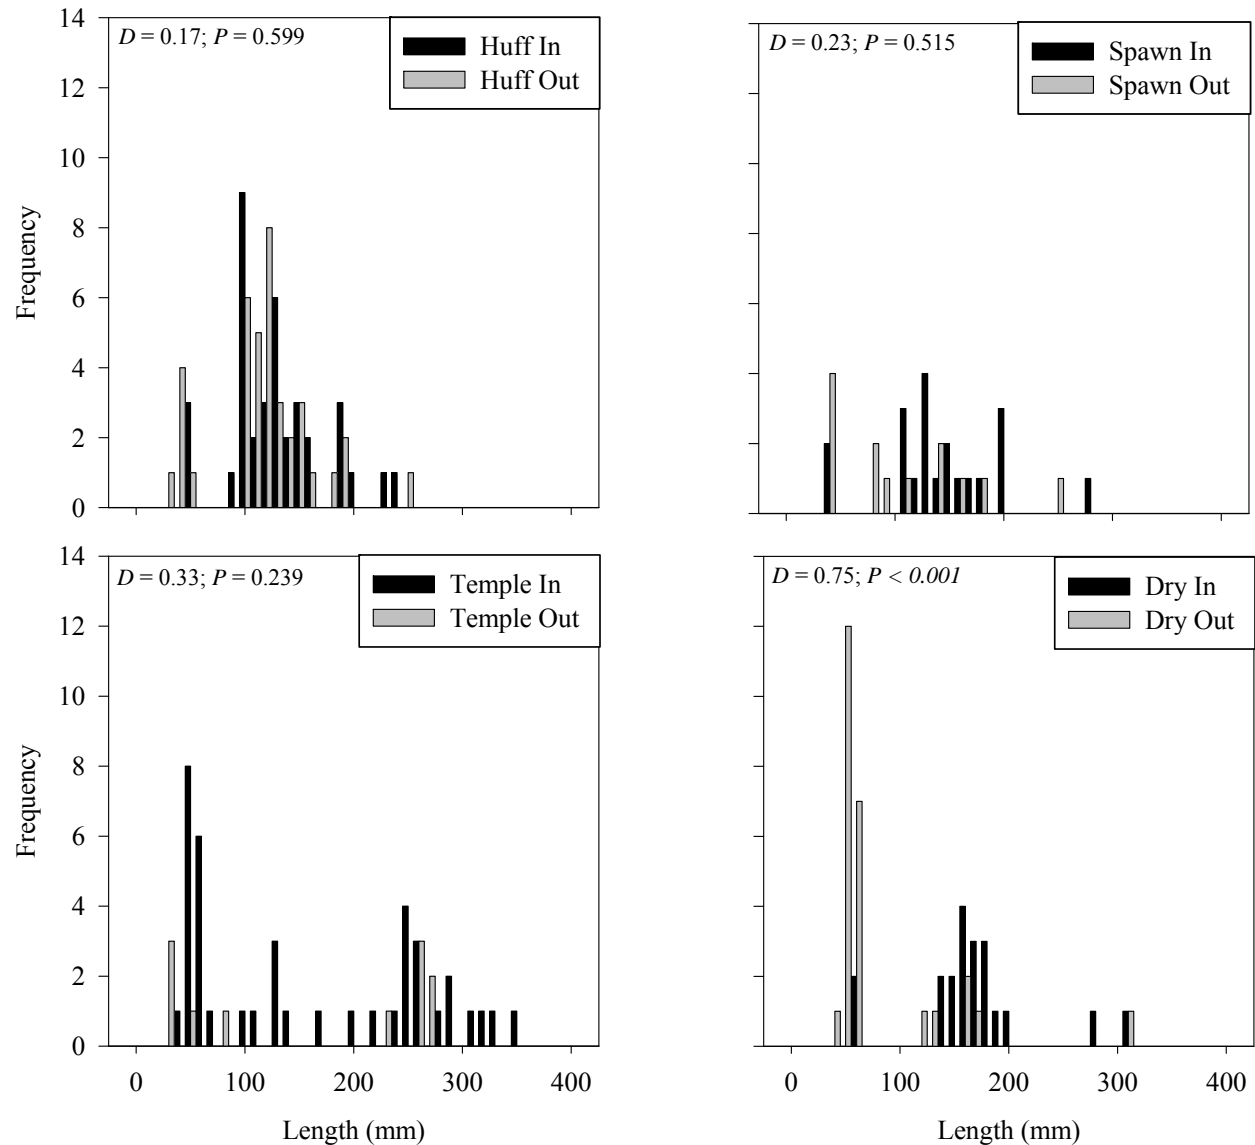 14
12
10
8
6
4
2
0
Frequency
D = 0.17; P = 0.599
Huff In
Huff Out
D = 0.23; P = 0.515
Spawn In
Spawn Out
14
12
10
8
6
4
2
0
Frequency
D = 0.33; P = 0.239
Temple In
Temple Out
0 100 200 300 400
Length (mm)
D = 0.75; P < 0.001
Dry In
Dry Out
0 100 200 300 400
Length (mm)